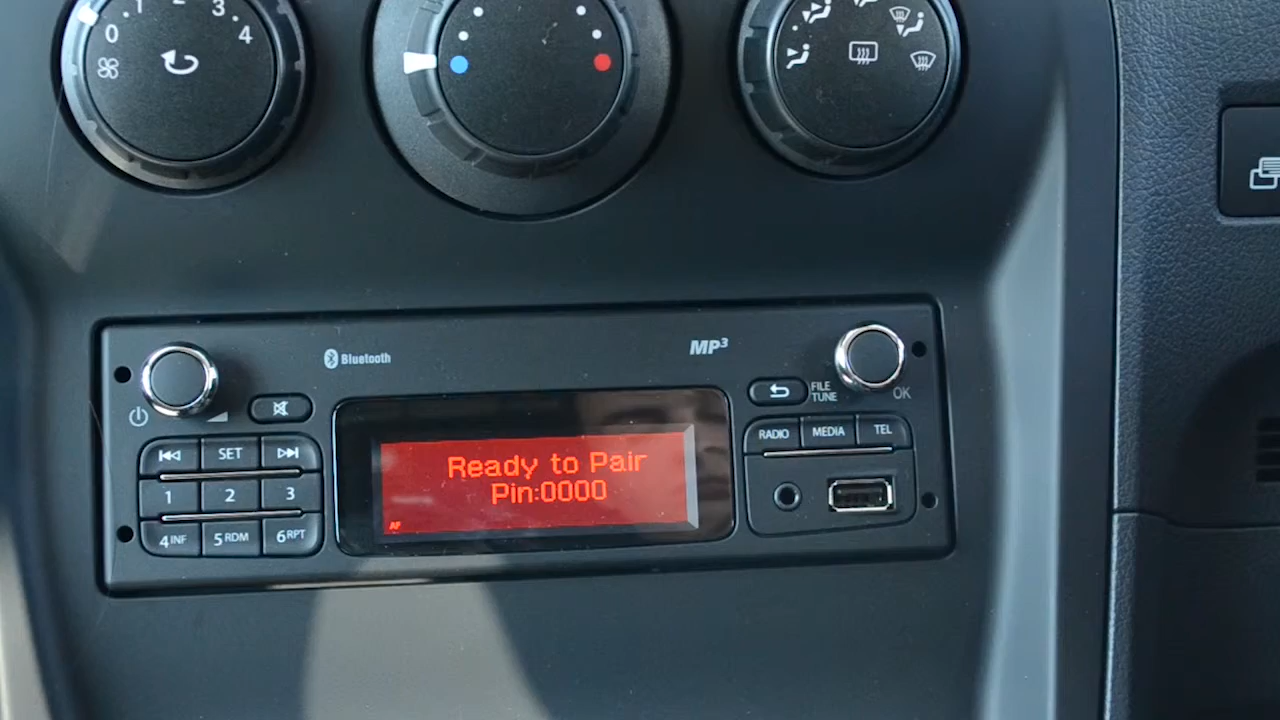 1
3
0
4
Bluetooth
MP3
FILE
TUNE
OK
SET
RADIO
MEDIA
TEL
1
2
3
Ready to Pair
Pin:0000
AF
4INF
5RDM
6RPT